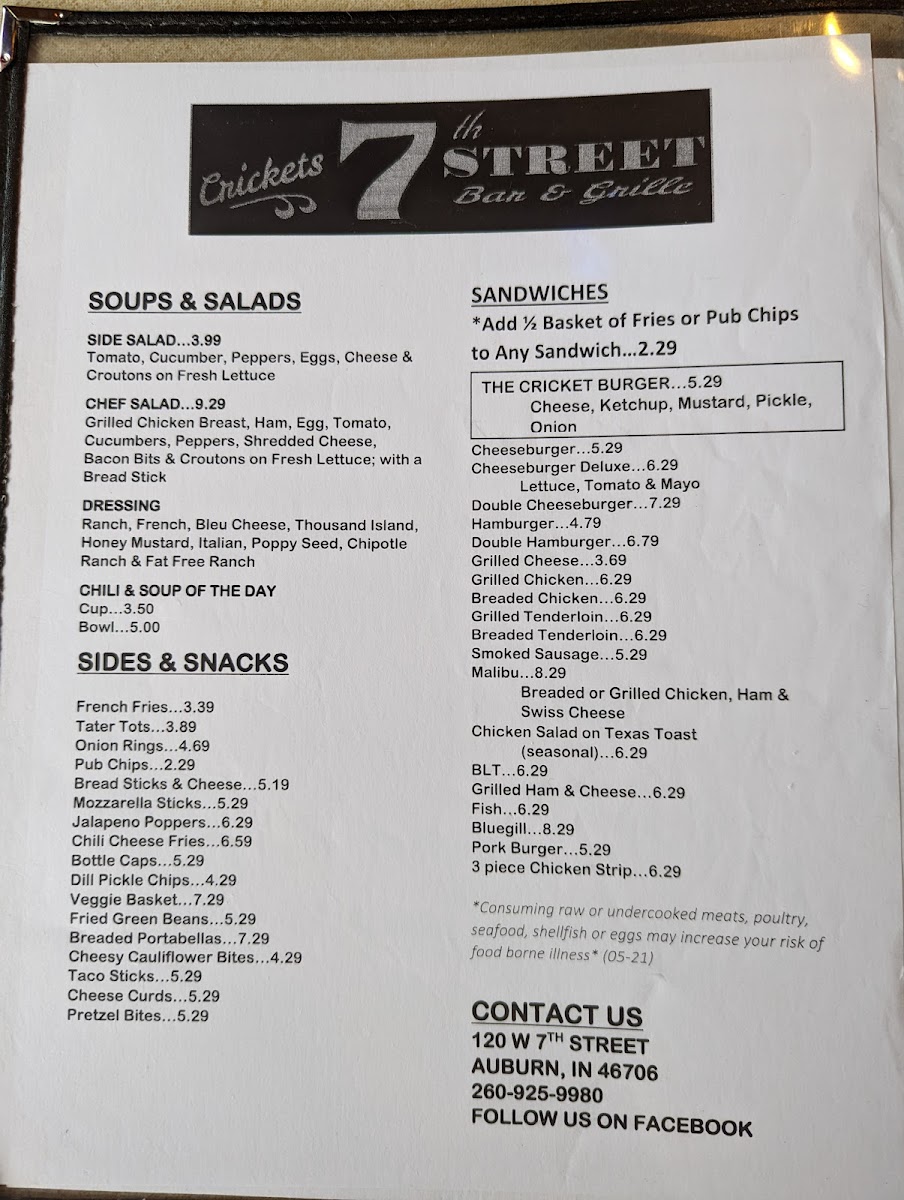 Crickets 7th STREET
Bar & Grille
SOUPS & SALADS
SIDE SALAD...3.99
Tomato, Cucumber, Peppers, Eggs, Cheese &
Croutons on Fresh Lettuce
CHEF SALAD...9.29
Grilled Chicken Breast, Ham, Egg, Tomato,
Cucumbers, Peppers, Shredded Cheese,
Bacon Bits & Croutons on Fresh Lettuce; with a
Bread Stick
DRESSING
Ranch, French, Bleu Cheese, Thousand Island,
Honey Mustard, Italian, Poppy Seed, Chipotle
Ranch & Fat Free Ranch
CHILI & SOUP OF THE DAY
Cup...3.50
Bowl...5.00
SIDES & SNACKS
French Fries...3.39
Tater Tots...3.89
Onion Rings...4.69
Pub Chips...2.29
Bread Sticks & Cheese...5.19
Mozzarella Sticks...5.29
Jalapeno Poppers...6.29
Chili Cheese Fries...6.59
Bottle Caps...5.29
Dill Pickle Chips...4.29
Veggie Basket...7.29
Fried Green Beans...5.29
Breaded Portabellas...7.29
Cheesy Cauliflower Bites...4.29
Taco Sticks...5.29
Cheese Curds...5.29
Pretzel Bites...5.29
SANDWICHES
*Add ½ Basket of Fries or Pub Chips
to Any Sandwich...2.29
THE CRICKET BURGER...5.29
Cheese, Ketchup, Mustard, Pickle,
Onion
Cheeseburger...5.29
Cheeseburger Deluxe...6.29
Lettuce, Tomato & Mayo
Double Cheeseburger...7.29
Hamburger...4.79
Double Hamburger...6.79
Grilled Cheese...3.69
Grilled Chicken...6.29
Breaded Chicken...6.29
Grilled Tenderloin...6.29
Breaded Tenderloin...6.29
Smoked Sausage...5.29
Malibu...8.29
Breaded or Grilled Chicken, Ham &
Swiss Cheese
Chicken Salad on Texas Toast
(seasonal)...6.29
BLT...6.29
Grilled Ham & Cheese...6.29
Fish...6.29
Bluegill...8.29
Pork Burger...5.29
3 piece Chicken Strip...6.29
*Consuming raw or undercooked meats, poultry,
seafood, shellfish or eggs may increase your risk of
food borne illness* (05-21)
CONTACT US
120 W 7TH STREET
AUBURN, IN 46706
260-925-9980
FOLLOW US ON FACEBOOK